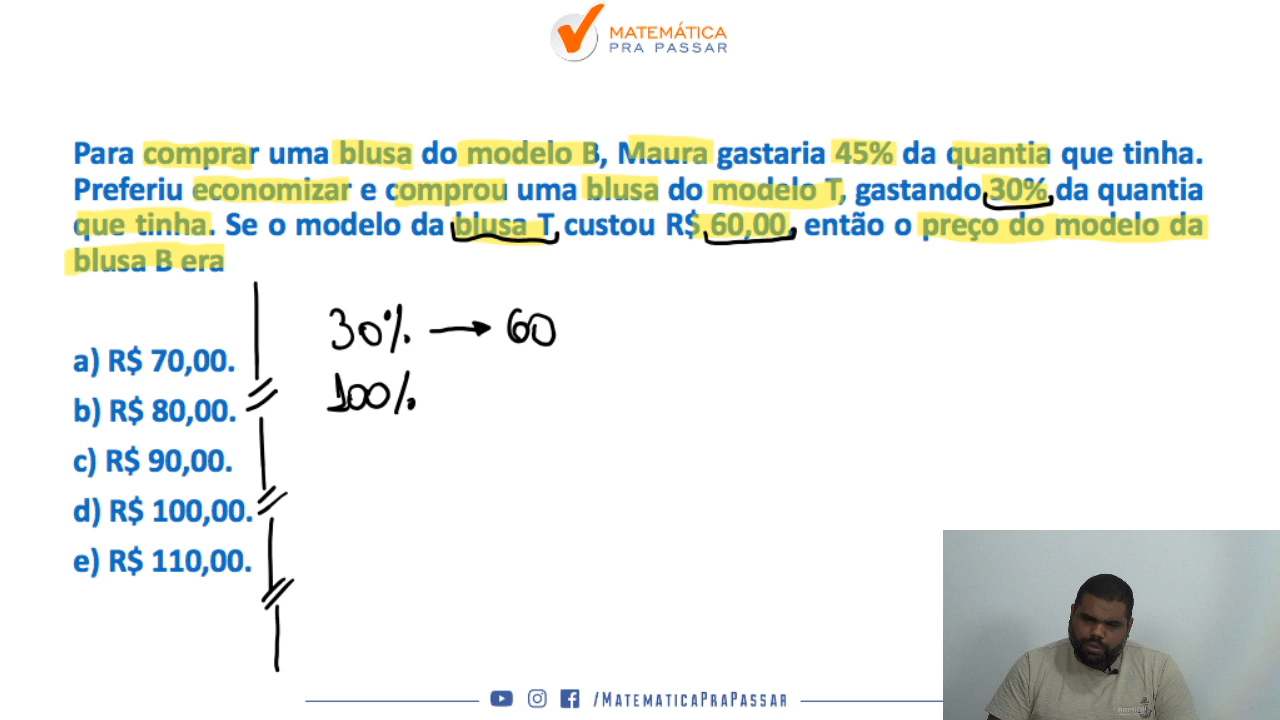 MATEMÁTICA
PRA PASSAR
Para comprar uma blusa do modelo B, Maura gastaria 45% da quantia que tinha.
Preferiu economizar e comprou uma blusa do modelo T, gastando 30% da quantia
que tinha. Se o modelo da blusa T custou R$ 60,00, então o preço do modelo da
blusa B era
30% → 60
100%
a) R$ 70,00.
b) R$ 80,00.
c) R$ 90,00.
d) R$ 100,00.
e) R$ 110,00.
/MATEMATICAPRAPASSAR